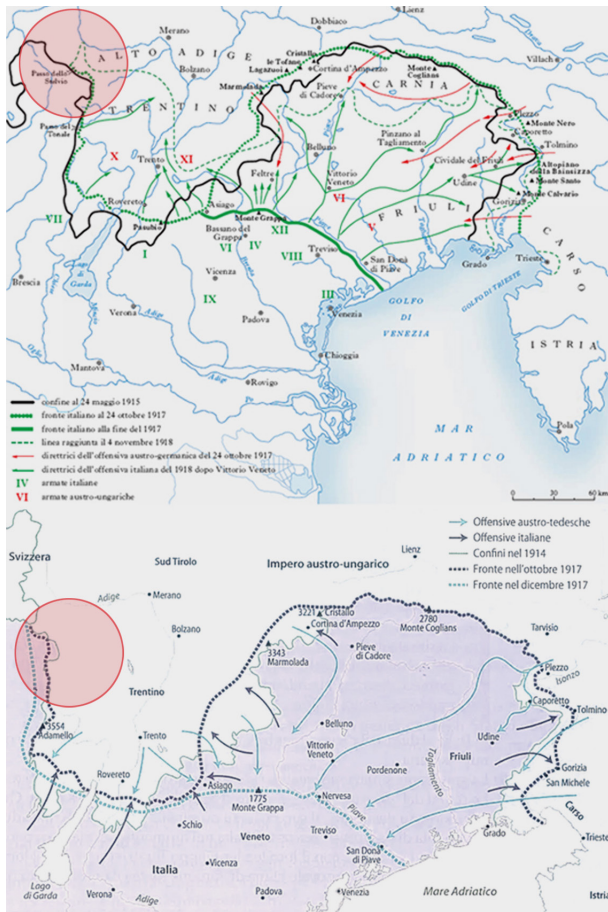 Lienz
Dobbiaco
Merano
Villach
ALTO ADIGE
Cristallo
le Tofane
Cortina d'Ampezzo
Lagazuoi
Monte
Coglians
Passo dello
Stelvio
Bolzano
Marmolada
Pieve
di Cadore
CARNIA
Plezzo
Monte Nero
Caporetto
TRENTINO
Passo del
Tonale
Tolmino
Belluno
Pinzano al
Tagliamento
Cividale del Friuli
Altopiano
della Bainsizza
X
XI
Trento
Feltre
Vittorio
Veneto
Udine
Monte Santo
Monte Calvario
VI
Gorizia
Rovereto
Asiago
Monte Grappa
FRIULI
VII
Pasubio
XII
V
CARSO
Bassano del
Grappa
VI
IV
Piave
Tagliamento
I
VIII
Treviso
San Donà
di Piave
Grado
Trieste
Brescia
Lago di
Garda
Vicenza
Brenta
GOLFO DI TRIESTE
IX
III
GOLFO
DI
VENEZIA
Verona
Adige
Padova
Venezia
ISTRIA
Mantova
Chioggia
Oglio
Adige
Rovigo
Po
MAR
ADRIATICO
Pola
confine al 24 maggio 1915
fronte italiano al 24 ottobre 1917
fronte italiano alla fine del 1917
linea raggiunta il 4 novembre 1918
direttrici dell'offensiva austro-germanica del 24 ottobre 1917
direttrici dell'offensiva italiana del 1918 dopo Vittorio Veneto
IV armate italiane
VI armate austro-ungariche
0 30 60 km
Offensive austro-tedesche
Offensive italiane
Confini nel 1914
Fronte nell'ottobre 1917
Fronte nel dicembre 1917
Svizzera
Sud Tirolo
Impero austro-ungarico
Lienz
Adige
Merano
3221
Cristallo
Cortina d'Ampezzo
2780
Monte Coglians
Tarvisio
Bolzano
3343
Marmolada
Pieve
di Cadore
Plezzo
Isonzo
Trentino
Caporetto
Tolmino
3554
Adamello
Trento
Belluno
Udine
Vittorio
Veneto
Friuli
Gorizia
Rovereto
Pordenone
Tagliamento
San Michele
Asiago
1775
Monte Grappa
Nervesa
Carso
Schio
Veneto
Piave
Treviso
Grado
San Donà
di Piave
Trieste
Italia
Vicenza
Lago
di Garda
Verona
Adige
Padova
Venezia
Mare Adriatico
Istria